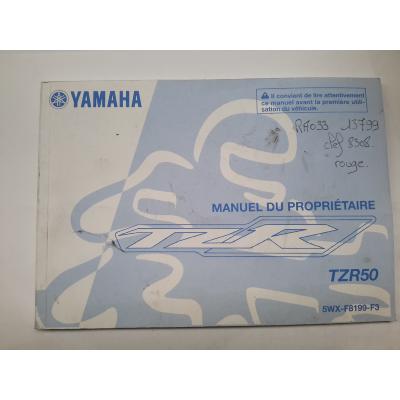 YAMAHA
Il convient de lire attentivement
ce manuel avant la première utili-
sation du véhicule.
13799
clef 8308.
rouge.
MANUEL DU PROPRIÉTAIRE
TZR
TZR50
5WX-F8199-F3